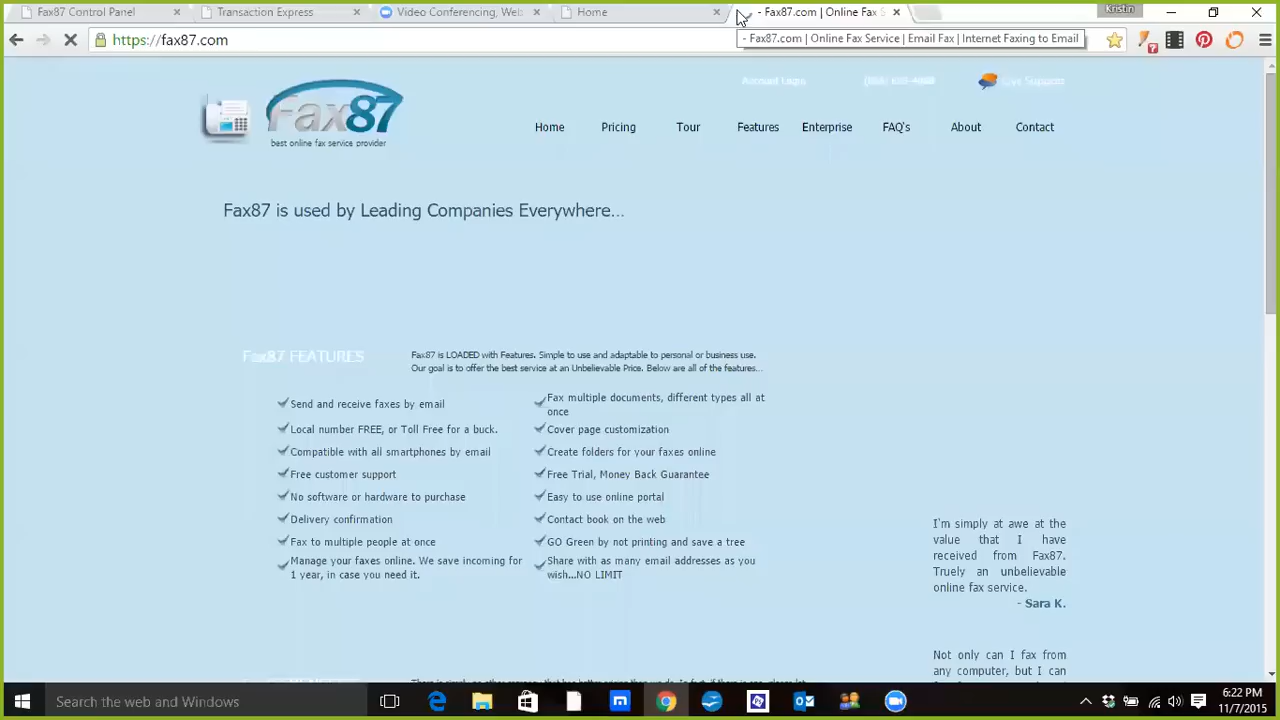 Fax87 Control Panel
Transaction Express
Video Conferencing, Web
Home
- Fax87.com | Online Fax S
Kristin
https://fax87.com
- Fax87.com | Online Fax Service | Email Fax | Internet Faxing to Email
Account Login
Live Support
Fax87
best online fax service provider
Home
Pricing
Tour
Features
Enterprise
FAQ's
About
Contact
Fax87 is used by Leading Companies Everywhere...
Fax87 FEATURES
Fax87 is LOADED with Features. Simple to use and adaptable to personal or business use.
Our goal is to offer the best service at an Unbelievable Price. Below are all of the features...
Send and receive faxes by email
Local number FREE, or Toll Free for a buck.
Compatible with all smartphones by email
Free customer support
No software or hardware to purchase
Delivery confirmation
Fax to multiple people at once
Manage your faxes online. We save incoming for
1 year, in case you need it.
Fax multiple documents, different types all at
once
Cover page customization
Create folders for your faxes online
Free Trial, Money Back Guarantee
Easy to use online portal
Contact book on the web
GO Green by not printing and save a tree
Share with as many email addresses as you
wish...NO LIMIT
I'm simply at awe at the
value that I have
received from Fax87.
Truely an unbelievable
online fax service.
- Sara K.
Not only can I fax from
any computer, but I can
Search the web and Windows
6:22 PM
11/7/2015